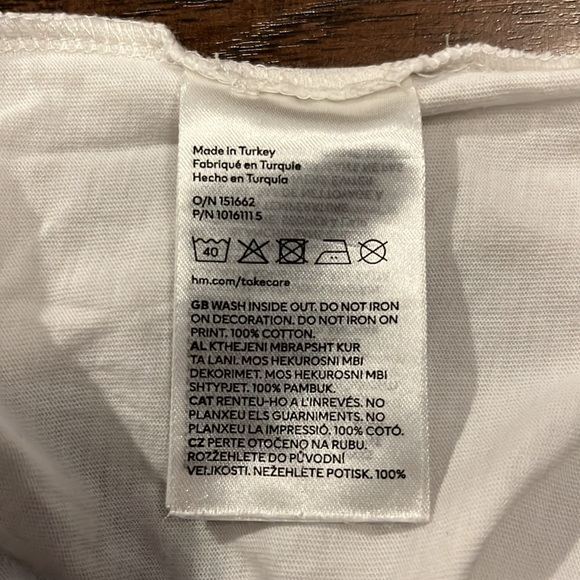 Made in Turkey
Fabriqué en Turquie
Hecho en Turquía
O/N 151662
P/N 1016111 5
40
hm.com/takecare
GB WASH INSIDE OUT. DO NOT IRON
ON DECORATION. DO NOT IRON ON
PRINT. 100% COTTON.
AL KTHEJENI MBRAPSHT KUR
TA LANI. MOS HEKUROSNI MBI
DEKORIMET. MOS HEKUROSNI MBI
SHTYPJET. 100% PAMBUK.
CAT RENTEU-HO A L'INREVÉS. NO
PLANXEU ELS GUARNIMENTS. NO
PLANXEU LA IMPRESSIÓ. 100% COTÓ.
CZ PERTE OTOČENO NA RUBU.
ROZŽEHLETE DO PŮVODNÍ
VELIKOSTI. NEŽEHLETE POTISK. 100%